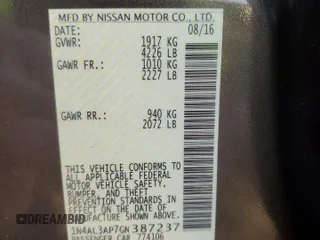 MFD BY NISSAN MOTOR CO., LTD.
DATE: 08/16
GVWR: 1917 KG
4226 LB
GAWR FR.: 1010 KG
2227 LB
GAWR RR.: 940 KG
2072 LB
THIS VEHICLE CONFORMS
TO ALL APPLICABLE FEDERAL
MOTOR VEHICLE SAFETY,
BUMPER, AND THEFT
PREVENTION STANDARDS
IN EFFECT ON THE DATE OF
MANUFACTURE SHOWN ABOVE.
1N4AL3AP7GN387237
PASSENGER CAR 774106
BIDFAX